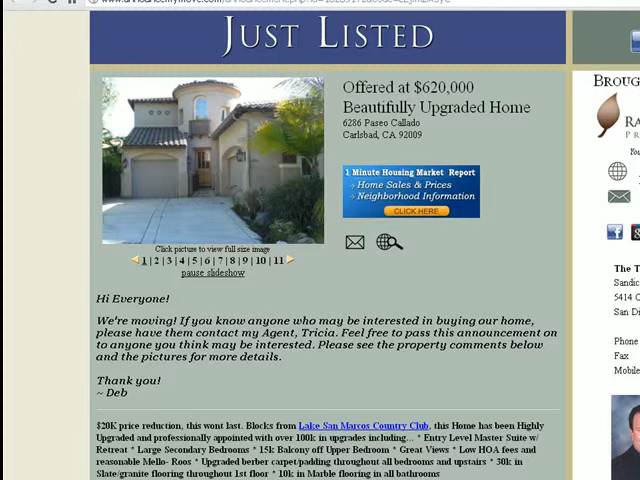 JUST LISTED
Offered at $620,000
Beautifully Upgraded Home
6286 Paseo Callado
Carlsbad, CA 92009
1 Minute Housing Market Report
Home Sales & Prices
Neighborhood Information
CLICK HERE
Click picture to view full size image
1 | 2 | 3 | 4 | 5 | 6 | 7 | 8 | 9 | 10 | 11
pause slideshow
Hi Everyone!
We're moving! If you know anyone who may be interested in buying our home,
please have them contact my Agent, Tricia. Feel free to pass this announcement on
to anyone you think may be interested. Please see the property comments below
and the pictures for more details.
Thank you!
~ Deb
$20K price reduction, this wont last. Blocks from Lake San Marcos Country Club, this Home has been Highly
Upgraded and professionally appointed with over 100k in upgrades including... * Entry Level Master Suite w/
Retreat * Large Secondary Bedrooms * 15k Balcony off Upper Bedroom * Great Views * Low HOA fees and
reasonable Mello- Roos * Upgraded berber carpet/padding throughout all bedrooms and upstairs * 30k in
Slate/granite flooring throughout 1st floor * 10k in Marble flooring in all bathrooms
BROUG
RA
P R
You
The T
Sandic
5414 O
San Di
Phone
Fax
Mobile